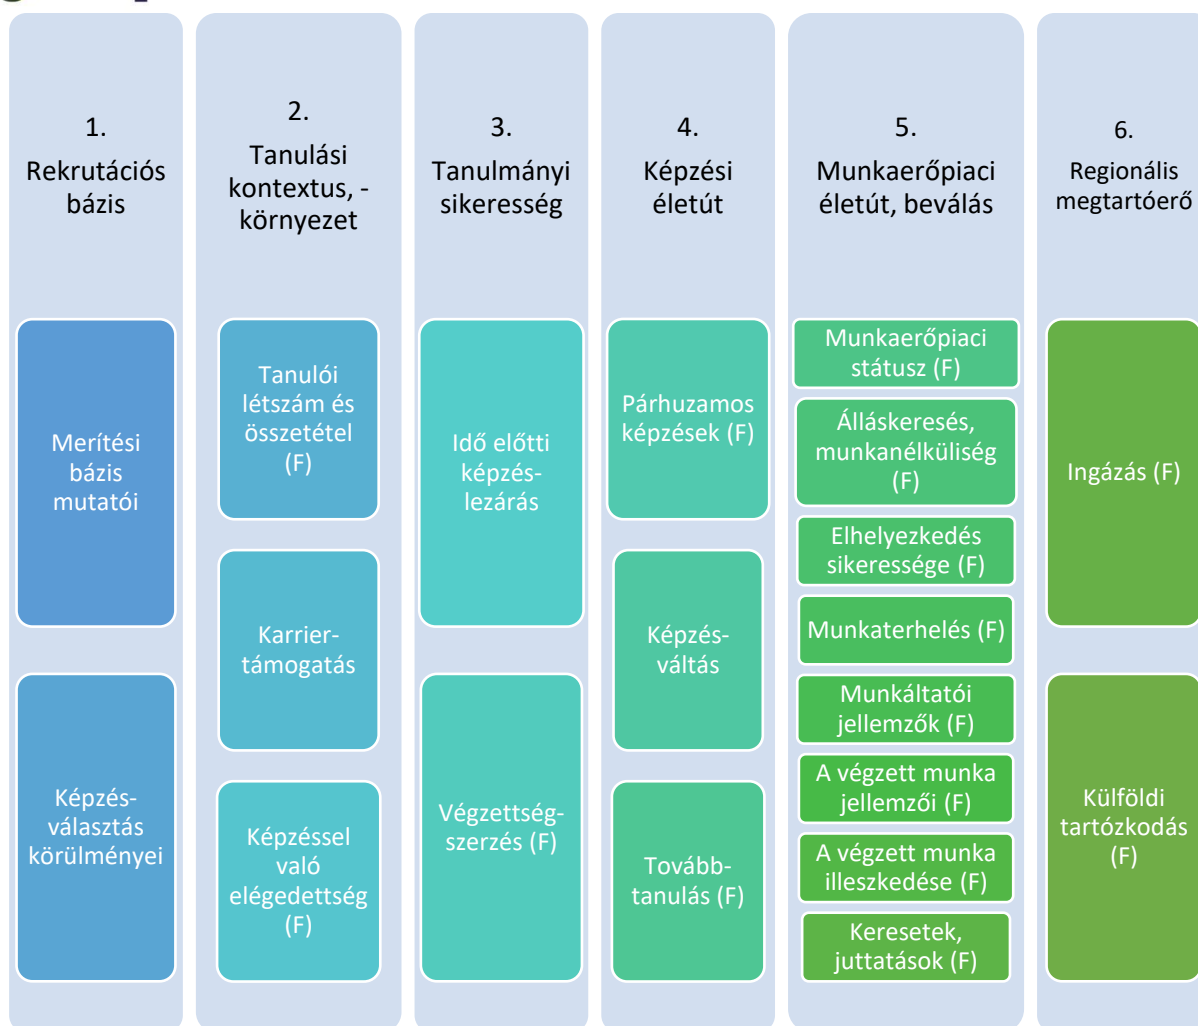 1.
Rekrutációs
bázis
Merítési
bázis
mutatói
Képzés-
választás
körülményei
2.
Tanulási
kontextus, -
környezet
Tanulói
létszám és
összetétel
(F)
Karrier-
támogatás
Képzéssel
való
elégedettség
(F)
3.
Tanulmányi
sikeresség
Idő előtti
képzés-
lezárás
Végzettség-
szerzés (F)
4.
Képzési
életút
Párhuzamos
képzések (F)
Képzés-
váltás
Tovább-
tanulás (F)
5.
Munkaerőpiaci
életút, beválás
Munkaerőpiaci
státusz (F)
Álláskeresés,
munkanélküliség
(F)
Elhelyezkedés
sikeressége (F)
Munkaterhelés (F)
Munkáltatói
jellemzők (F)
A végzett munka
jellemzői (F)
A végzett munka
illeszkedése (F)
Keresetek,
juttatások (F)
6.
Regionális
megtartóerő
Ingázás (F)
Külföldi
tartózkodás
(F)